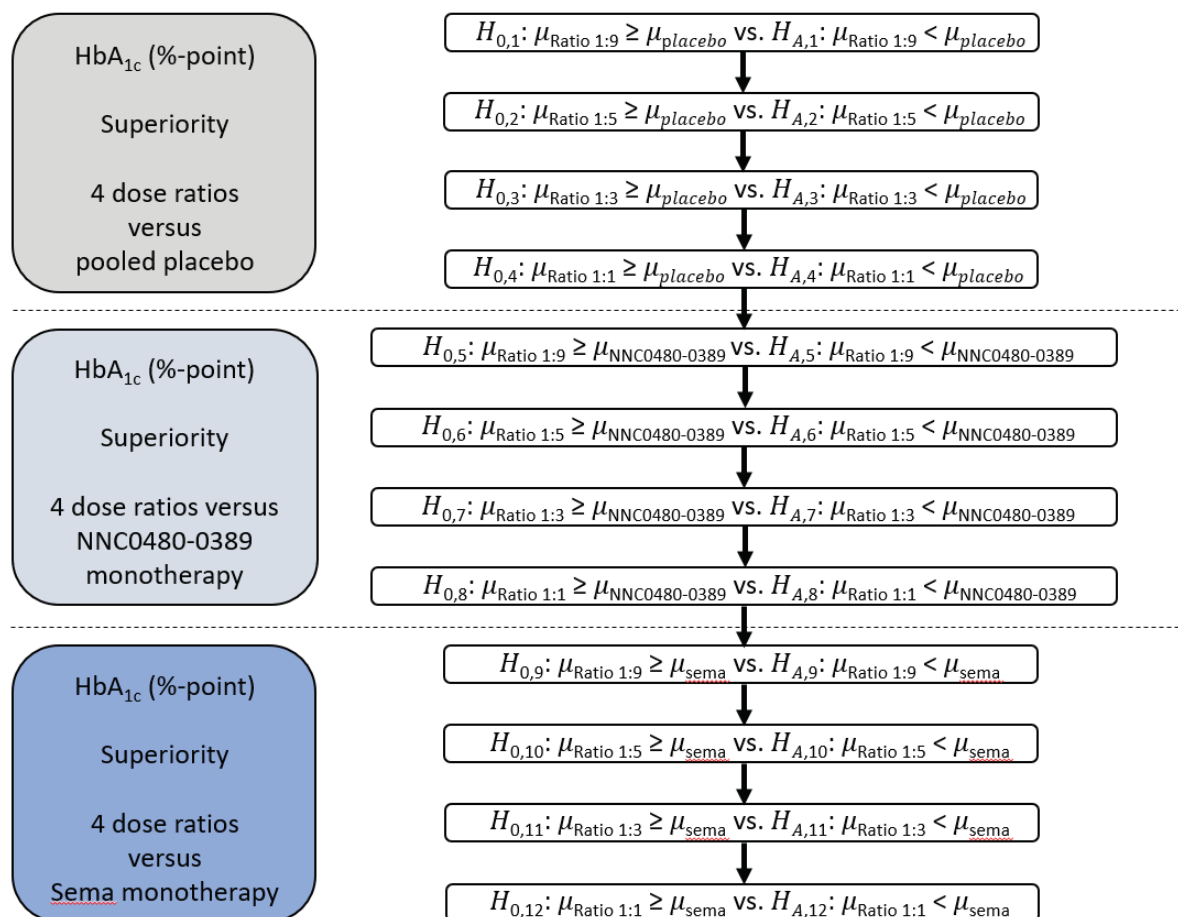 HbA1c (%-point)
Superiority
4 dose ratios
versus
pooled placebo
H0,1: μRatio 1:9 ≥ μplacebo vs. HA,1: μRatio 1:9 < μplacebo
H0,2: μRatio 1:5 ≥ μplacebo vs. HA,2: μRatio 1:5 < μplacebo
H0,3: μRatio 1:3 ≥ μplacebo vs. HA,3: μRatio 1:3 < μplacebo
H0,4: μRatio 1:1 ≥ μplacebo vs. HA,4: μRatio 1:1 < μplacebo
HbA1c (%-point)
Superiority
4 dose ratios versus
NNC0480-0389
monotherapy
H0,5: μRatio 1:9 ≥ μNNC0480-0389 vs. HA,5: μRatio 1:9 < μNNC0480-0389
H0,6: μRatio 1:5 ≥ μNNC0480-0389 vs. HA,6: μRatio 1:5 < μNNC0480-0389
H0,7: μRatio 1:3 ≥ μNNC0480-0389 vs. HA,7: μRatio 1:3 < μNNC0480-0389
H0,8: μRatio 1:1 ≥ μNNC0480-0389 vs. HA,8: μRatio 1:1 < μNNC0480-0389
HbA1c (%-point)
Superiority
4 dose ratios
versus
Sema monotherapy
H0,9: μRatio 1:9 ≥ μsema vs. HA,9: μRatio 1:9 < μsema
H0,10: μRatio 1:5 ≥ μsema vs. HA,10: μRatio 1:5 < μsema
H0,11: μRatio 1:3 ≥ μsema vs. HA,11: μRatio 1:3 < μsema
H0,12: μRatio 1:1 ≥ μsema vs. HA,12: μRatio 1:1 < μsema